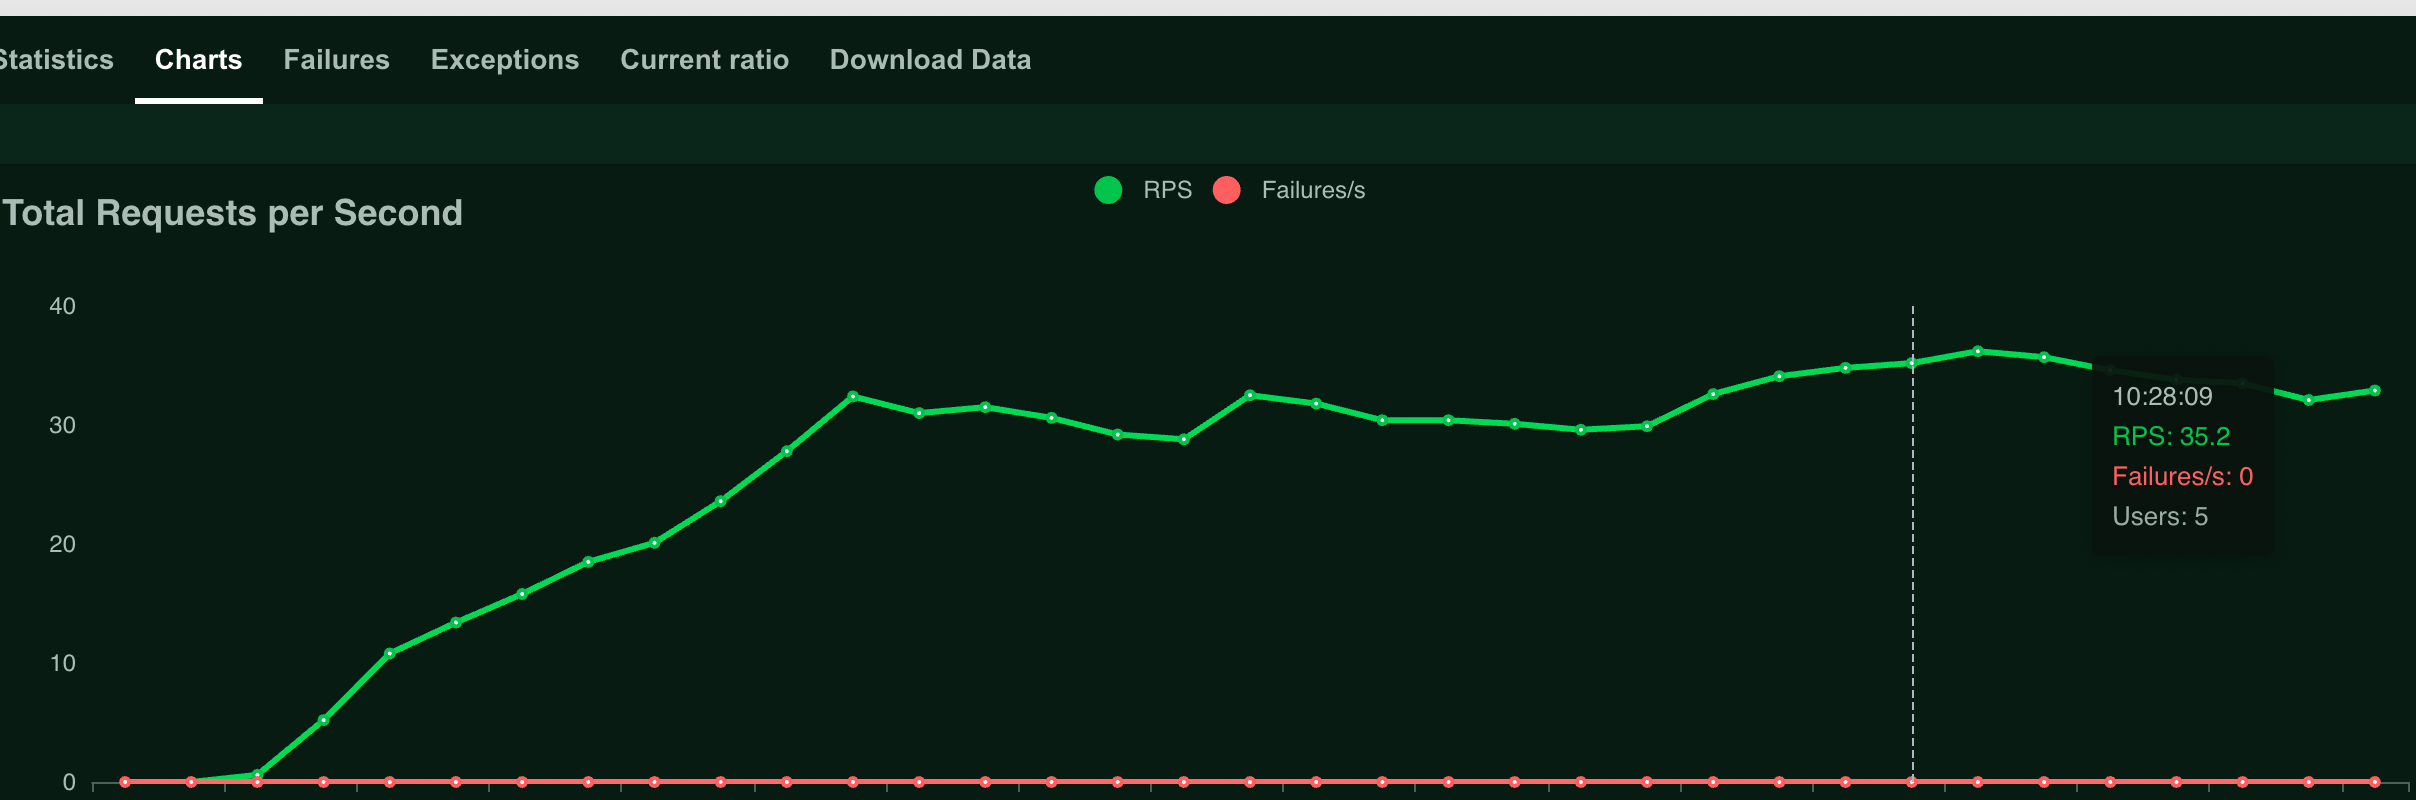 Statistics Charts Failures Exceptions Current ratio Download Data
RPS Failures/s
Total Requests per Second
40
30
20
10
0
10:28:09
RPS: 35.2
Failures/s: 0
Users: 5